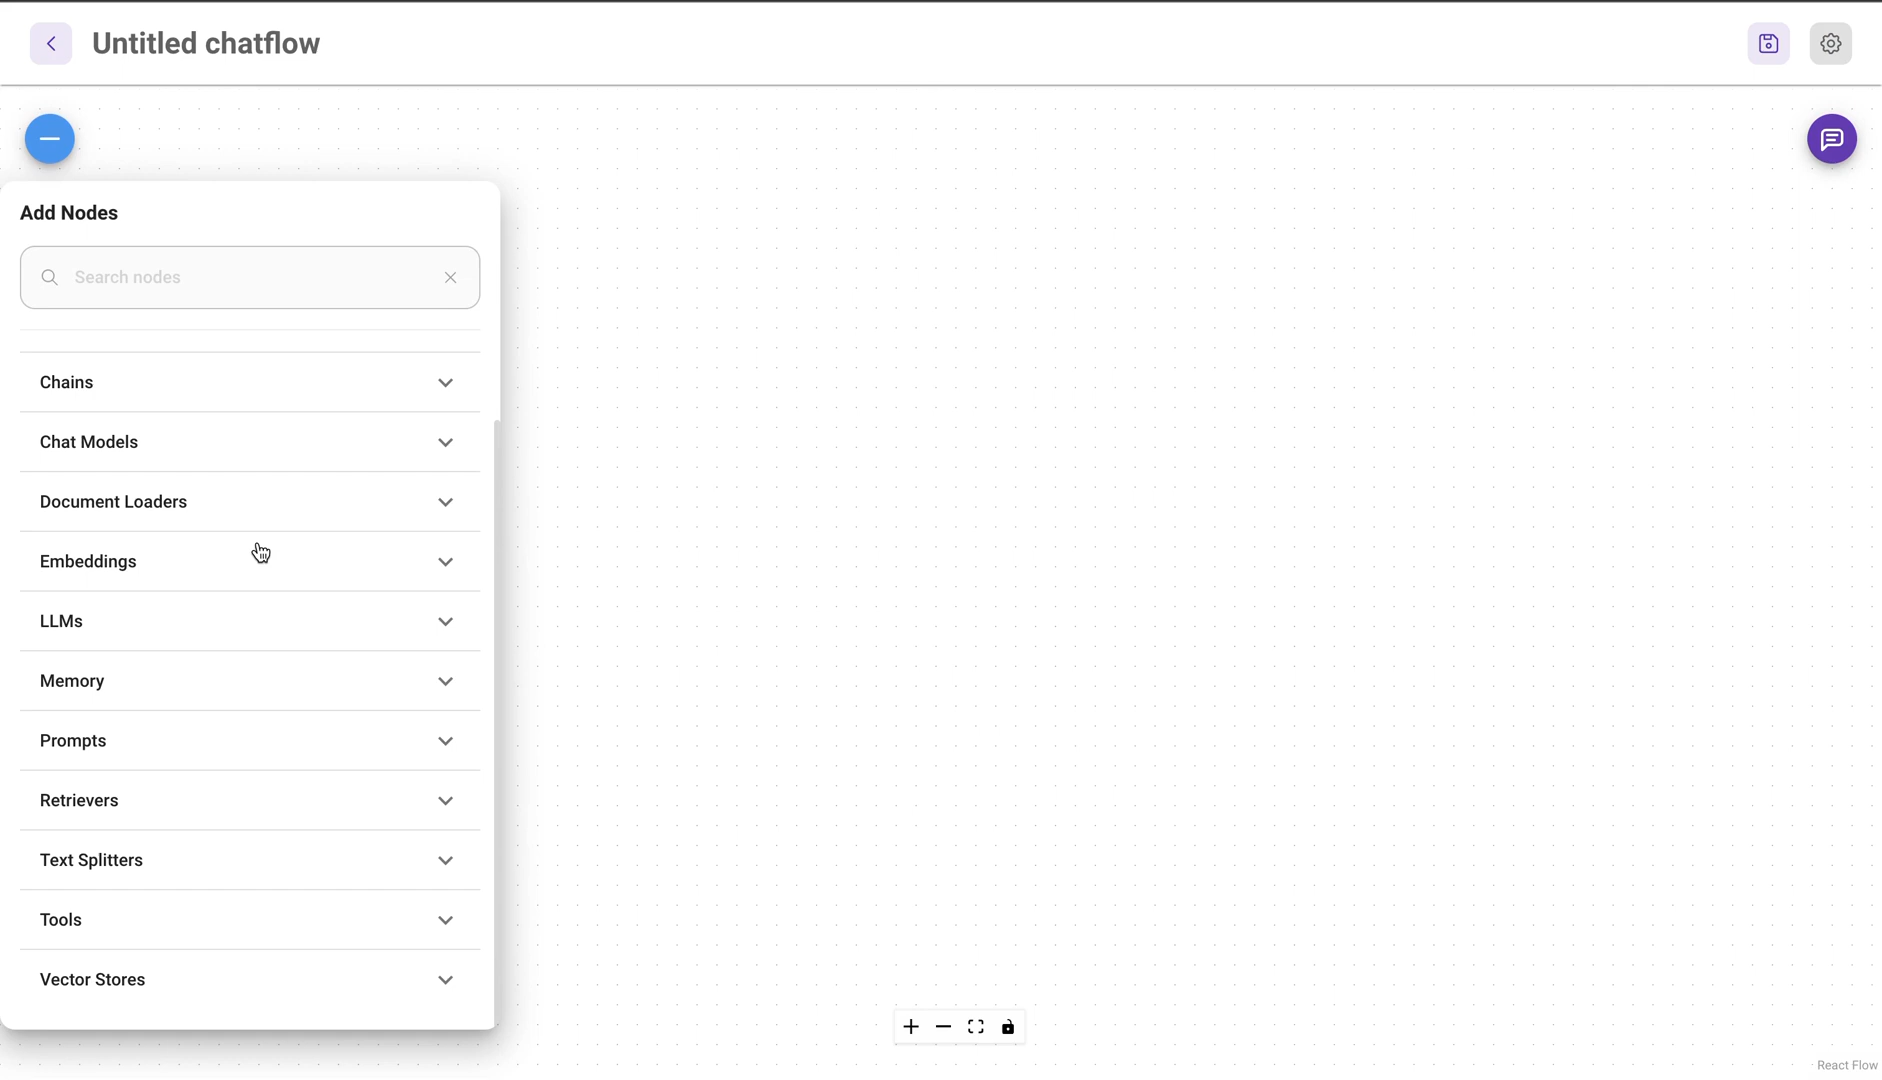 Untitled chatflow
Add Nodes
Search nodes
Chains
Chat Models
Document Loaders
Embeddings
LLMs
Memory
Prompts
Retrievers
Text Splitters
Tools
Vector Stores
React Flow